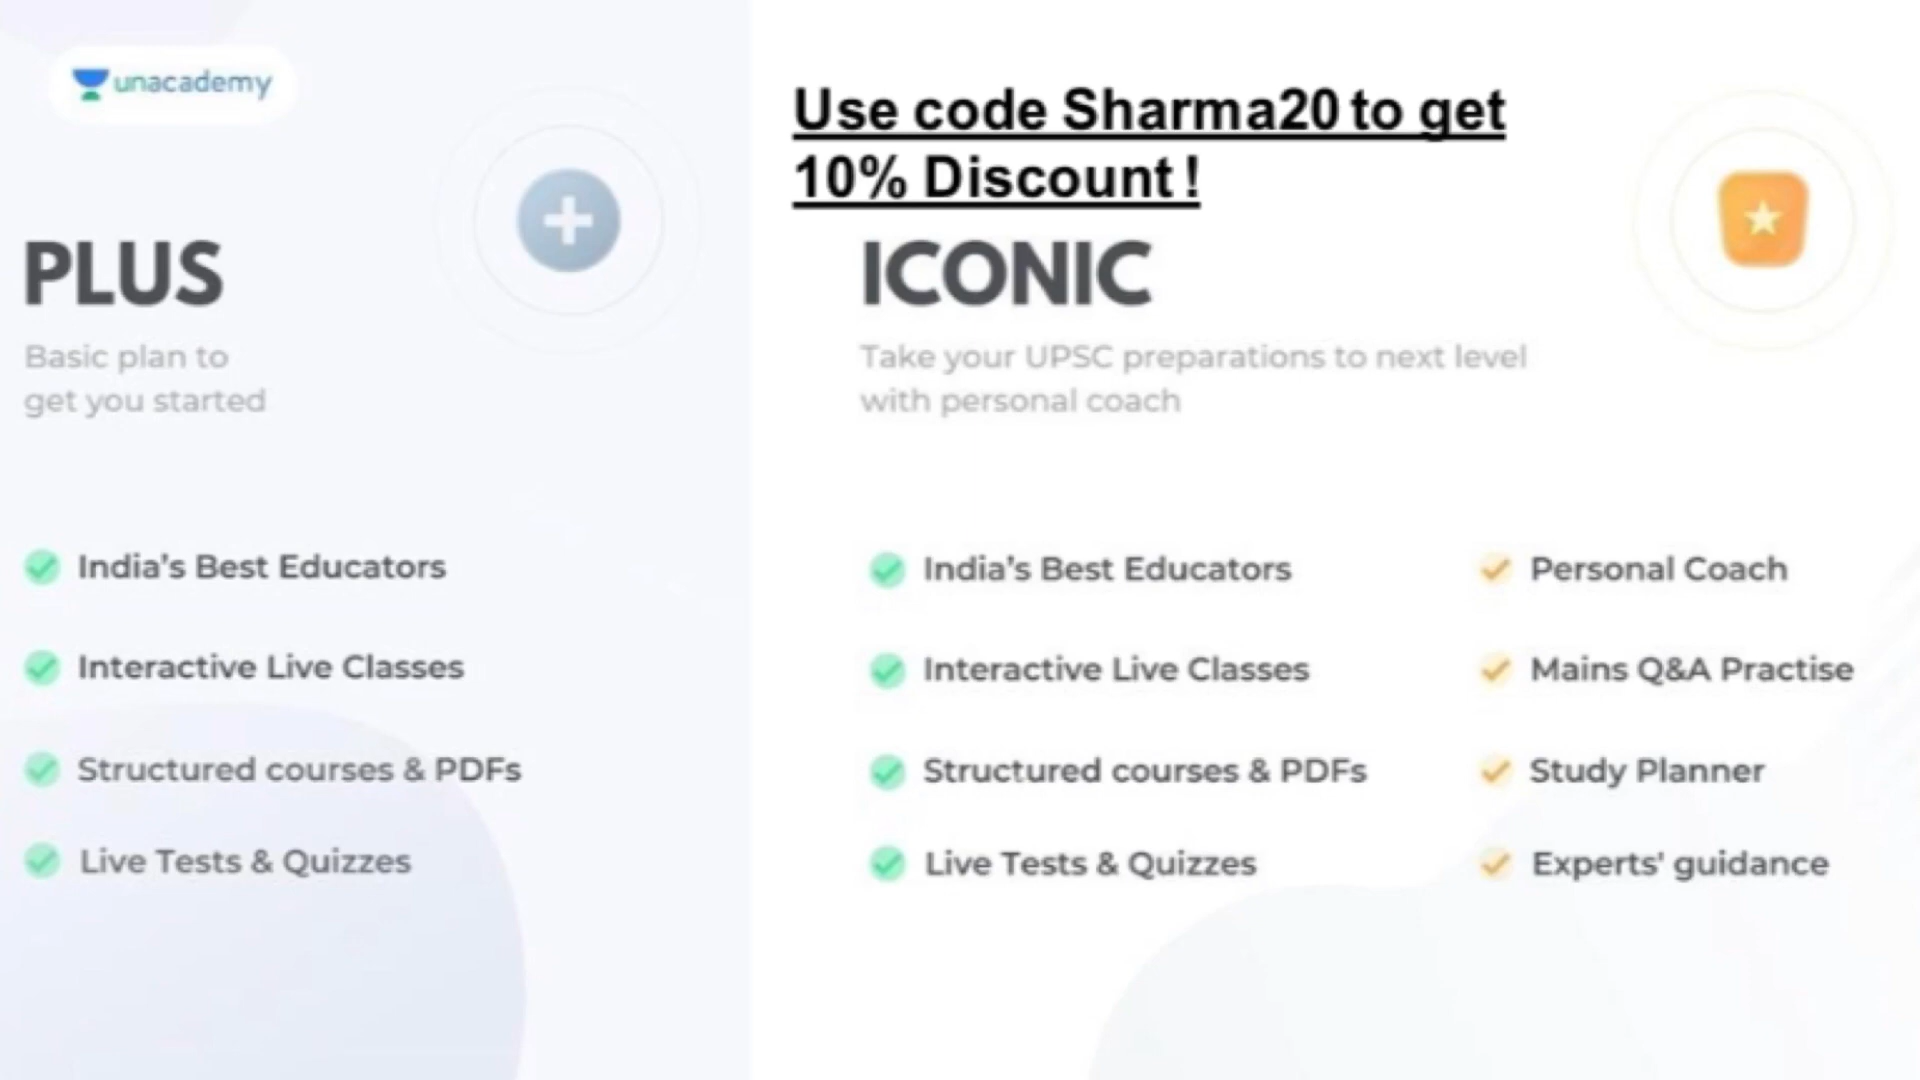 unacademy
Use code Sharma20 to get
10% Discount !
PLUS
Basic plan to
get you started
India's Best Educators
Interactive Live Classes
Structured courses & PDFs
Live Tests & Quizzes
ICONIC
Take your UPSC preparations to next level
with personal coach
India's Best Educators
Interactive Live Classes
Structured courses & PDFs
Live Tests & Quizzes
Personal Coach
Mains Q&A Practise
Study Planner
Experts' guidance